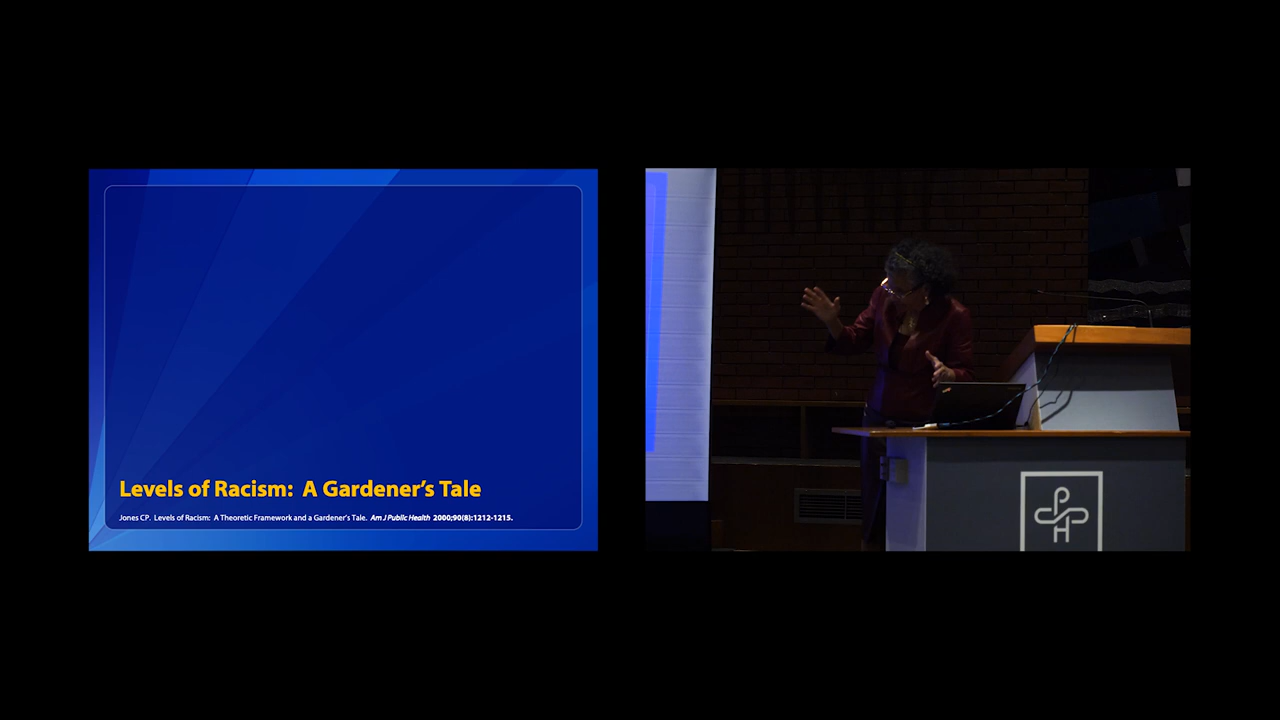 Levels of Racism: A Gardener's Tale
Jones CP. Levels of Racism: A Theoretic Framework and a Gardener's Tale. Am J Public Health 2000;90(8):1212-1215.
P
H